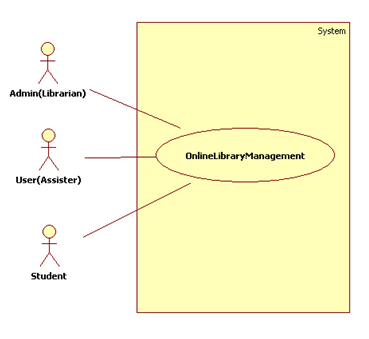 System
Admin(Librarian)
OnlineLibraryManagement
User(Assister)
Student